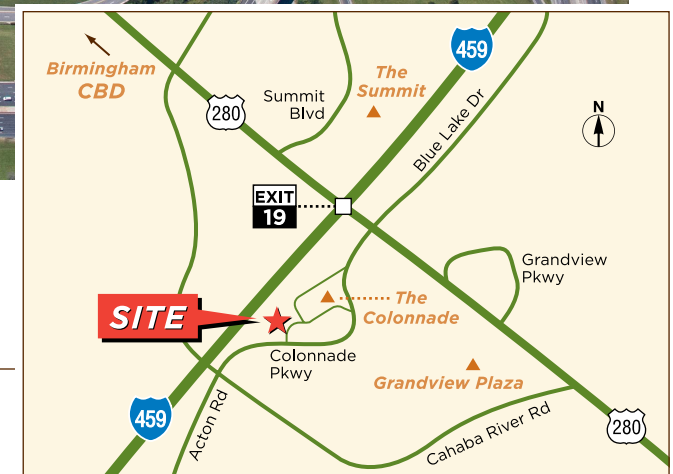 459
Birmingham
CBD
The
Summit
Summit
Blvd
280
Blue Lake Dr
N
EXIT
19
Grandview
Pkwy
The
Colonnade
SITE
Colonnade
Pkwy
Grandview Plaza
459
Acton Rd
Cahaba River Rd
280